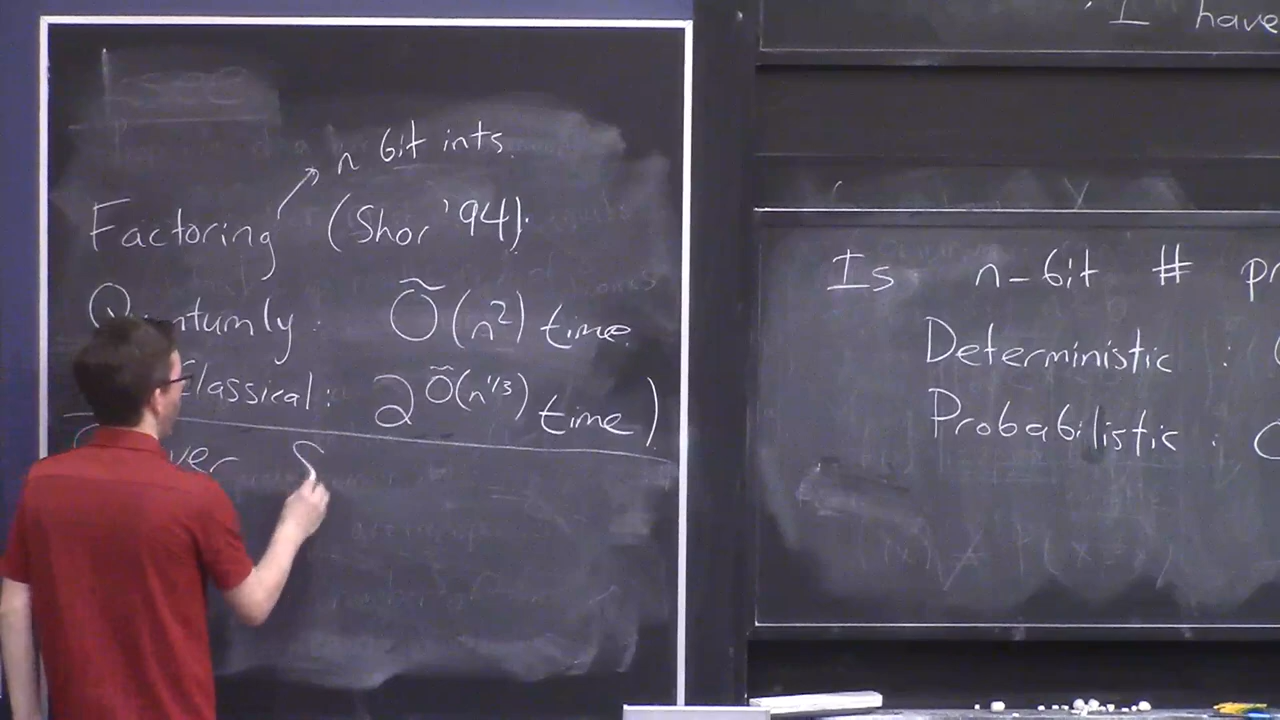 n bit ints.
Factoring (Shor '94).
Quantumly: Õ(n²) time.
Classical: 2^Õ(n^1/3) time)
I have
Is n-bit # pr
Deterministic :
Probabilistic :